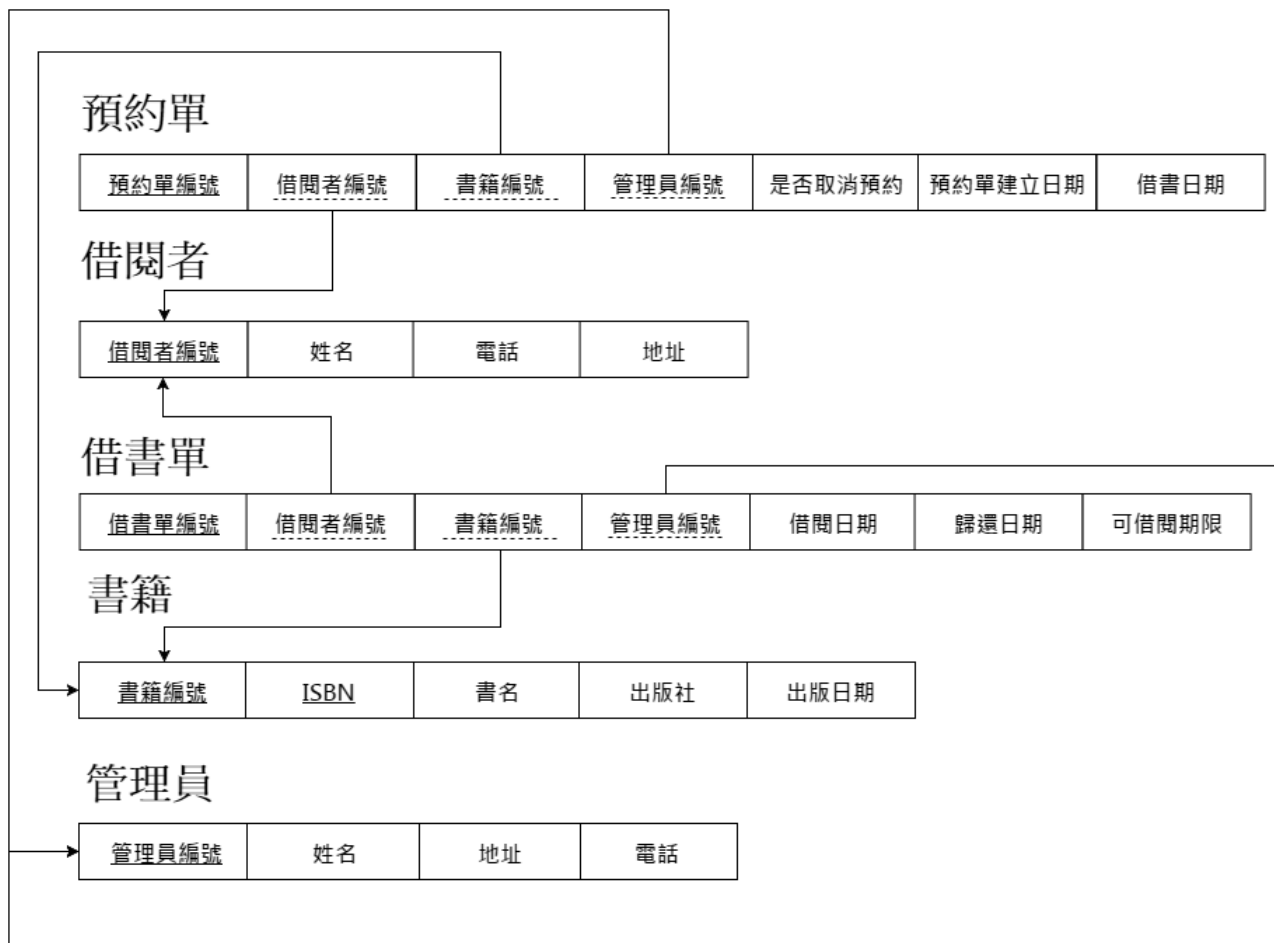 預約單
預約單編號 借閱者編號 書籍編號 管理員編號 是否取消預約 預約單建立日期 借書日期
借閱者
借閱者編號 姓名 電話 地址
借書單
借書單編號 借閱者編號 書籍編號 管理員編號 借閱日期 歸還日期 可借閱期限
書籍
書籍編號 ISBN 書名 出版社 出版日期
管理員
管理員編號 姓名 地址 電話